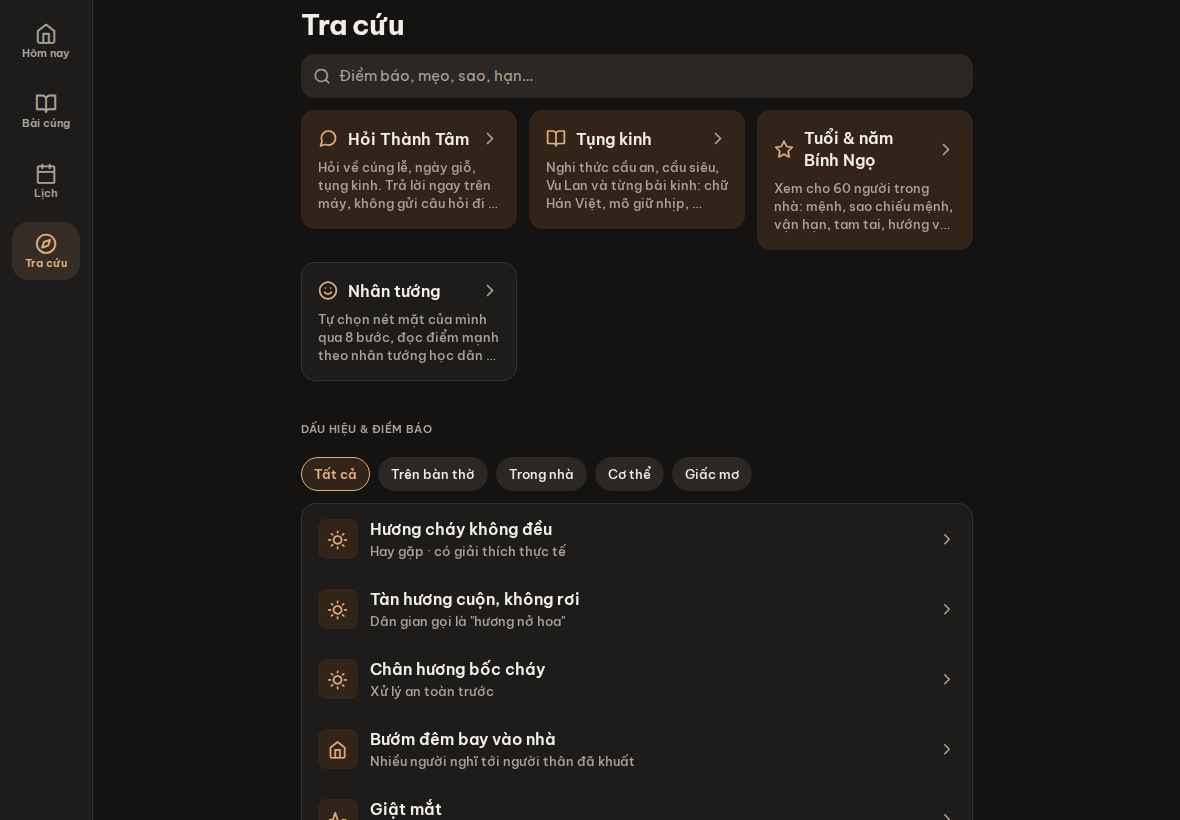 Hôm nay
Bài cúng
Lịch
Tra cứu
Tra cứu
Điềm báo, mẹo, sao, hạn...
Hỏi Thành Tâm
Hỏi về cúng lễ, ngày giỗ,
tụng kinh. Trả lời ngay trên
máy, không gửi câu hỏi đi ...
Tụng kinh
Nghi thức cầu an, cầu siêu,
Vu Lan và từng bài kinh: chữ
Hán Việt, mõ giữ nhịp, ...
Tuổi & năm
Bính Ngọ
Xem cho 60 người trong
nhà: mệnh, sao chiếu mệnh,
vận hạn, tam tai, hướng v...
Nhân tướng
Tự chọn nét mặt của mình
qua 8 bước, đọc điểm mạnh
theo nhân tướng học dân ...
DẤU HIỆU & ĐIỀM BÁO
Tất cả
Trên bàn thờ
Trong nhà
Cơ thể
Giấc mơ
Hương cháy không đều
Hay gặp · có giải thích thực tế
Tàn hương cuộn, không rơi
Dân gian gọi là "hương nở hoa"
Chân hương bốc cháy
Xử lý an toàn trước
Bướm đêm bay vào nhà
Nhiều người nghĩ tới người thân đã khuất
Giật mắt